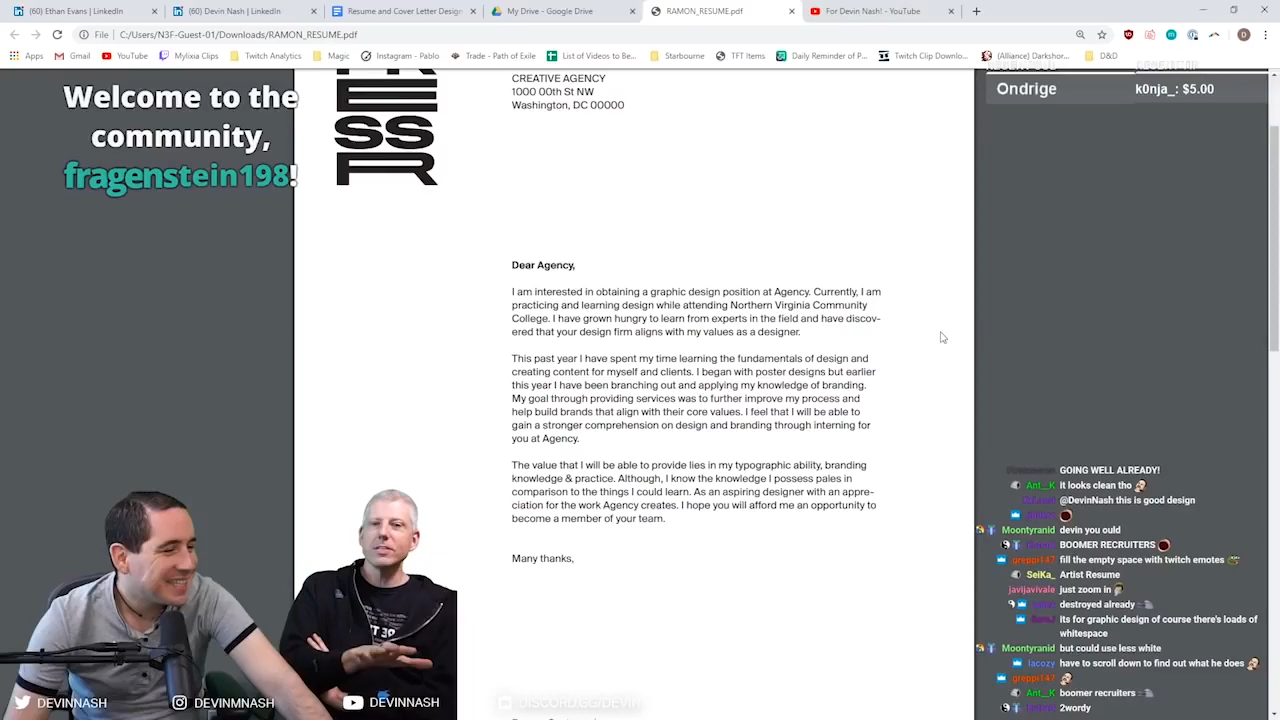 (60) Ethan Evans | LinkedIn
(60) Devin Nash | LinkedIn
Resume and Cover Letter Design
My Drive - Google Drive
RAMON_RESUME.pdf
For Devin Nash! - YouTube
File | C:/Users/N3F-Guest-01/Downloads/RAMON_RESUME.pdf
Apps
Gmail
YouTube
Mylixia Clips
Twitch Analytics
Magic
Instagram - Pablo
Trade - Path of Exile
List of Videos to Be...
Starbourne
TFT Items
Daily Reminder of P...
Twitch Clip Downlo...
(Alliance) Darkshor...
D&D
Welcome to the
community,
fragenstein198!
E
SS
R
CREATIVE AGENCY
1000 00th St NW
Washington, DC 00000
Ondrige
k0nja_: $5.00
Dear Agency,
I am interested in obtaining a graphic design position at Agency. Currently, I am
practicing and learning design while attending Northern Virginia Community
College. I have grown hungry to learn from experts in the field and have discov-
ered that your design firm aligns with my values as a designer.
This past year I have spent my time learning the fundamentals of design and
creating content for myself and clients. I began with poster designs but earlier
this year I have been branching out and applying my knowledge of branding.
My goal through providing services was to further improve my process and
help build brands that align with their core values. I feel that I will be able to
gain a stronger comprehension on design and branding through interning for
you at Agency.
The value that I will be able to provide lies in my typographic ability, branding
knowledge & practice. Although, I know the knowledge I possess pales in
comparison to the things I could learn. As an aspiring designer with an appre-
ciation for the work Agency creates. I hope you will afford me an opportunity to
become a member of your team.
Many thanks,
GOING WELL ALREADY!
Ant__K It looks clean tho
@DevinNash this is good design
Moontyranid devin you ould
BOOMER RECRUITERS
greppi147 fill the empty space with twitch emotes
SeiKa_ Artist Resume
javijavivale just zoom in
destroyed already
its for graphic design of course there's loads of
whitespace
Moontyranid but could use less white
lacozy have to scroll down to find out what he does
greppi147
Ant__K boomer recruiters
2wordy
DEVINNASH
DEVINMNASH
DEVINNASH
DISCORD.GG/DEVIN